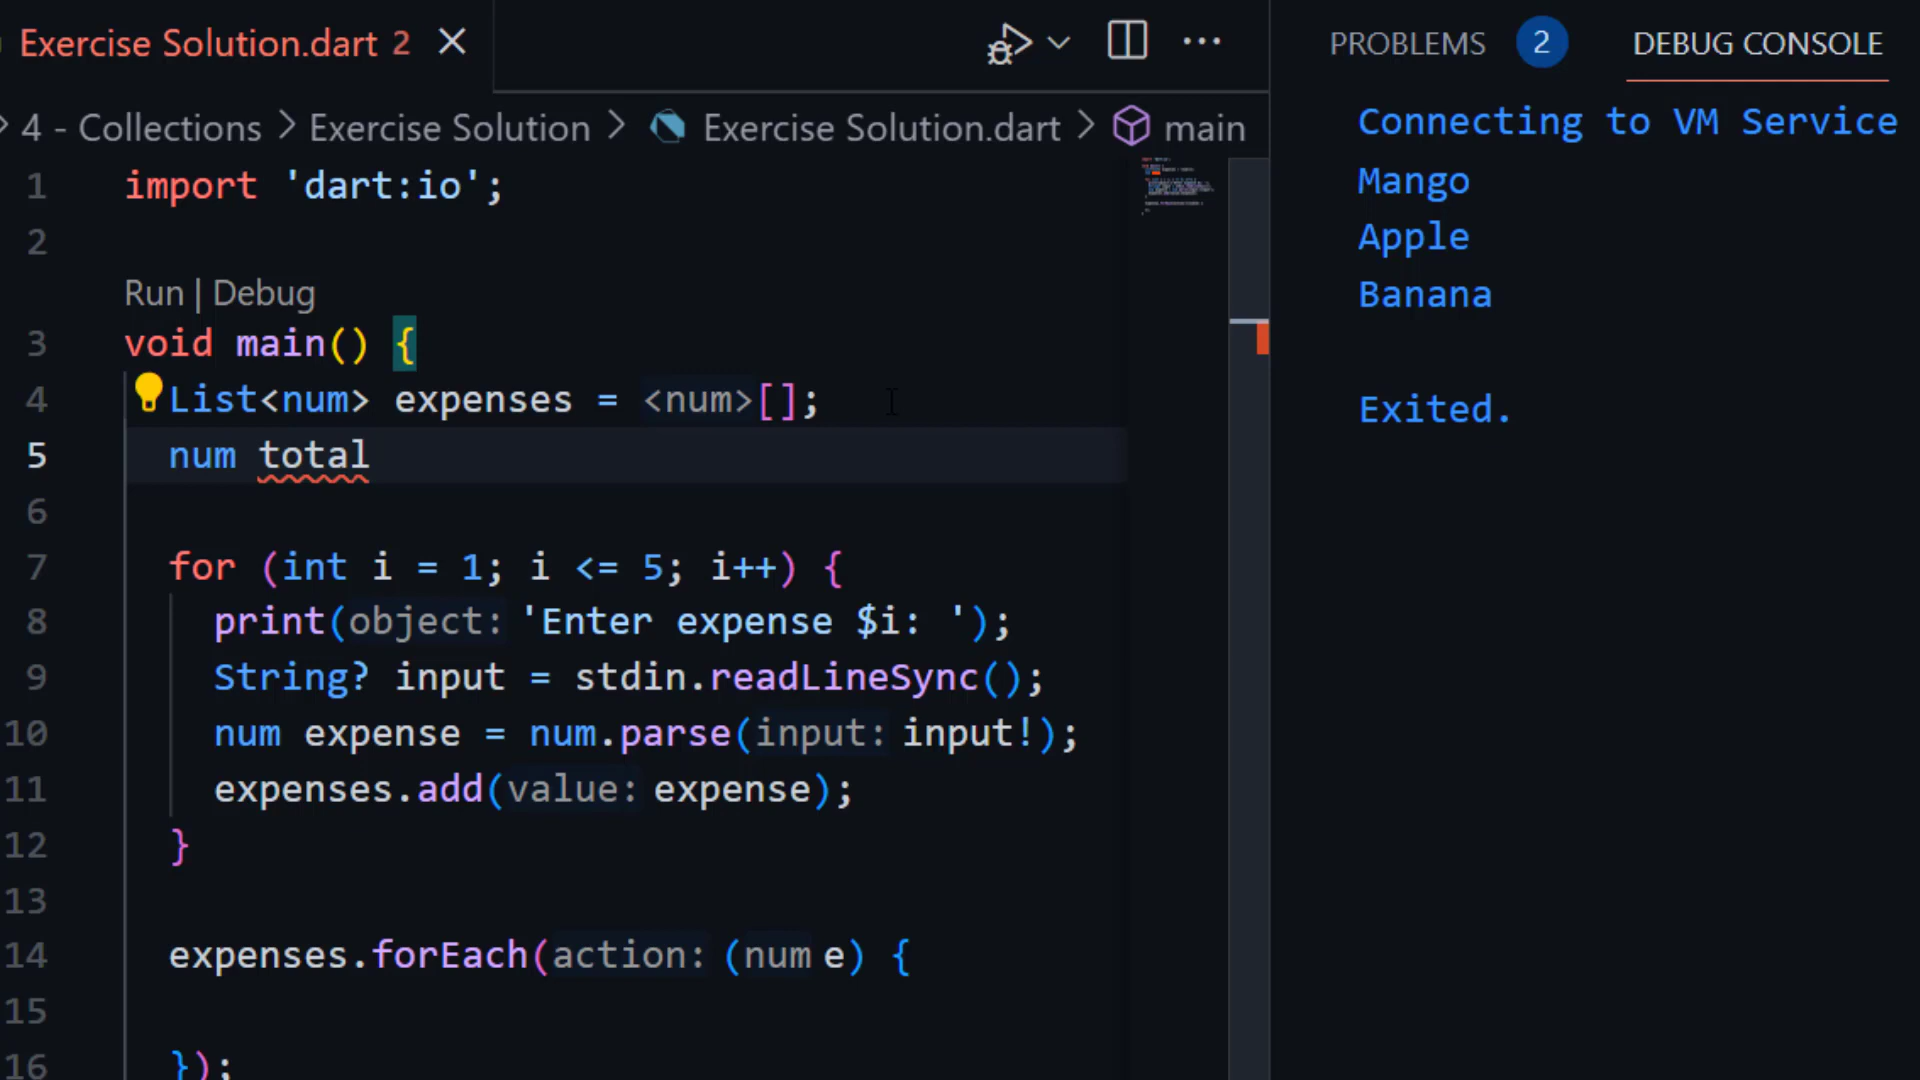 Exercise Solution.dart 2
4 - Collections > Exercise Solution > Exercise Solution.dart > main
1 import 'dart:io';
2
Run | Debug
3 void main() {
4 List<num> expenses = <num>[];
5 num total
6
7 for (int i = 1; i <= 5; i++) {
8 print(object: 'Enter expense $i: ');
9 String? input = stdin.readLineSync();
10 num expense = num.parse(input: input!);
11 expenses.add(value: expense);
12 }
13
14 expenses.forEach(action: (num e) {
15
16 });
PROBLEMS 2 DEBUG CONSOLE
Connecting to VM Service
Mango
Apple
Banana
Exited.